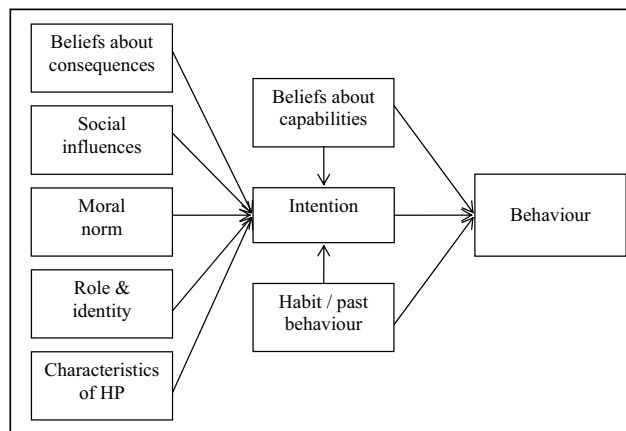 Beliefs about
consequences
Social
influences
Moral
norm
Role &
identity
Characteristics
of HP
Beliefs about
capabilities
Intention
Habit / past
behaviour
Behaviour